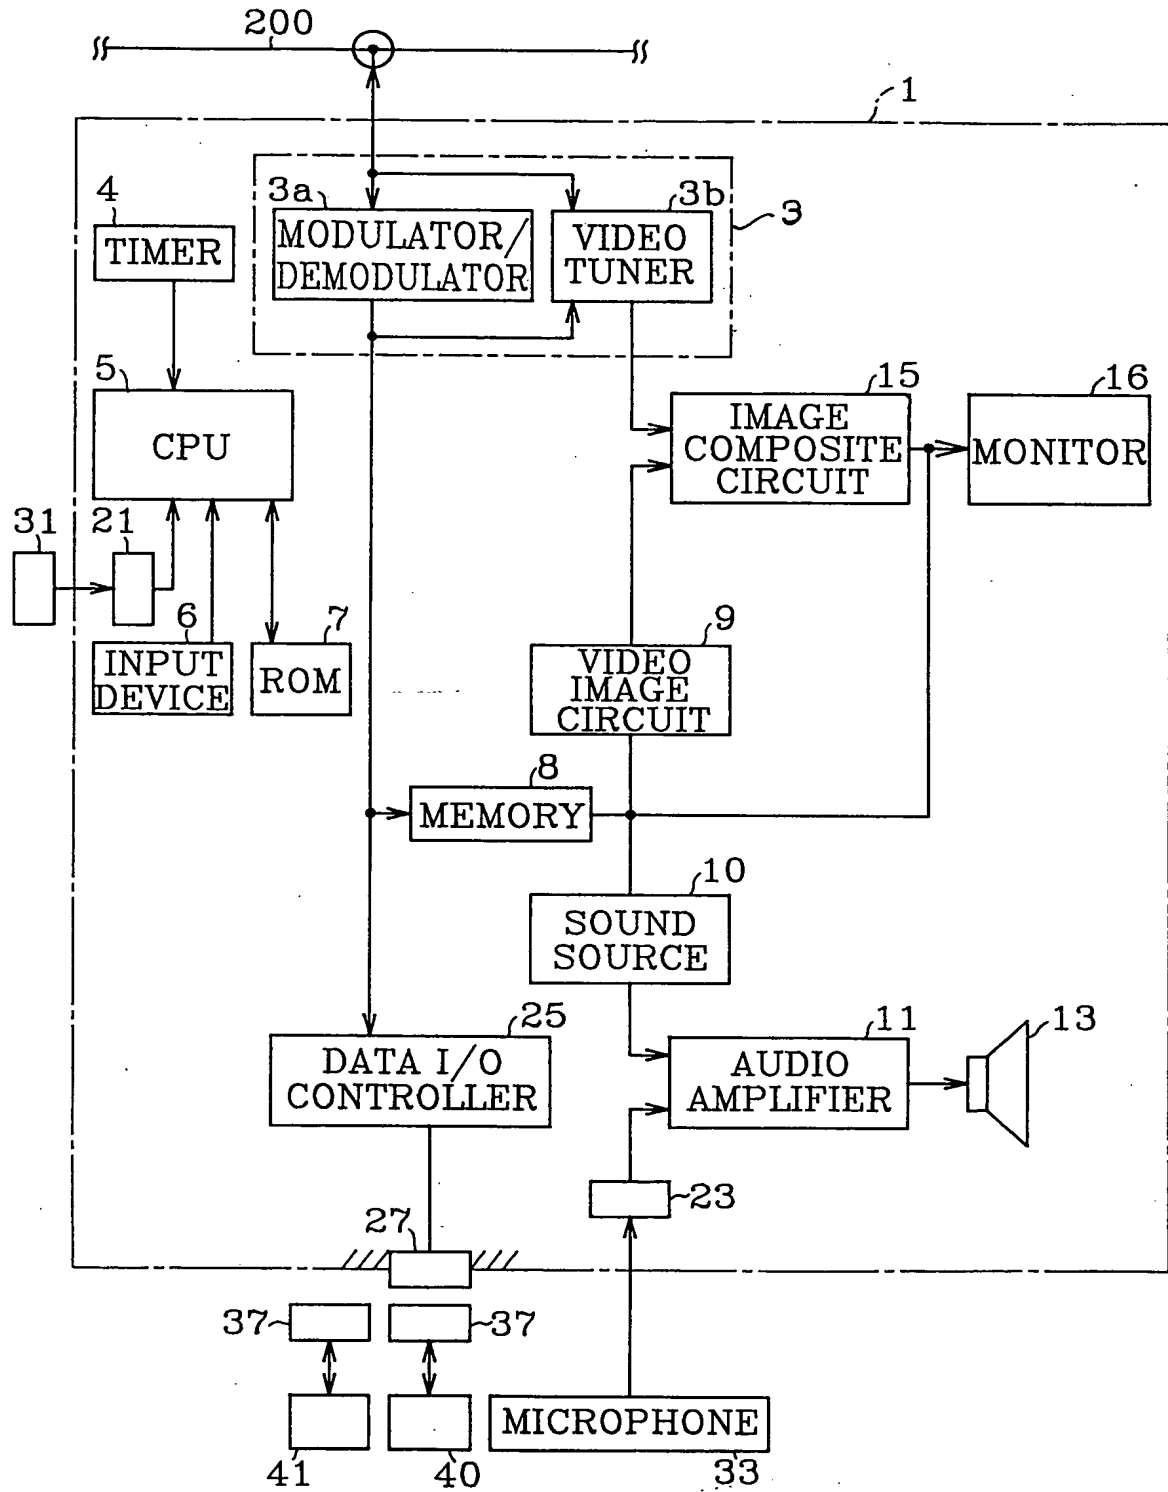 200
1
3a
3b
3
4
MODULATOR/
DEMODULATOR
VIDEO
TUNER
TIMER
5
15
16
CPU
IMAGE
COMPOSITE
CIRCUIT
MONITOR
31
21
6
7
9
INPUT
DEVICE
ROM
VIDEO
IMAGE
CIRCUIT
8
MEMORY
10
SOUND
SOURCE
25
11
13
DATA I/O
CONTROLLER
AUDIO
AMPLIFIER
23
27
37
37
MICROPHONE
41
40
33